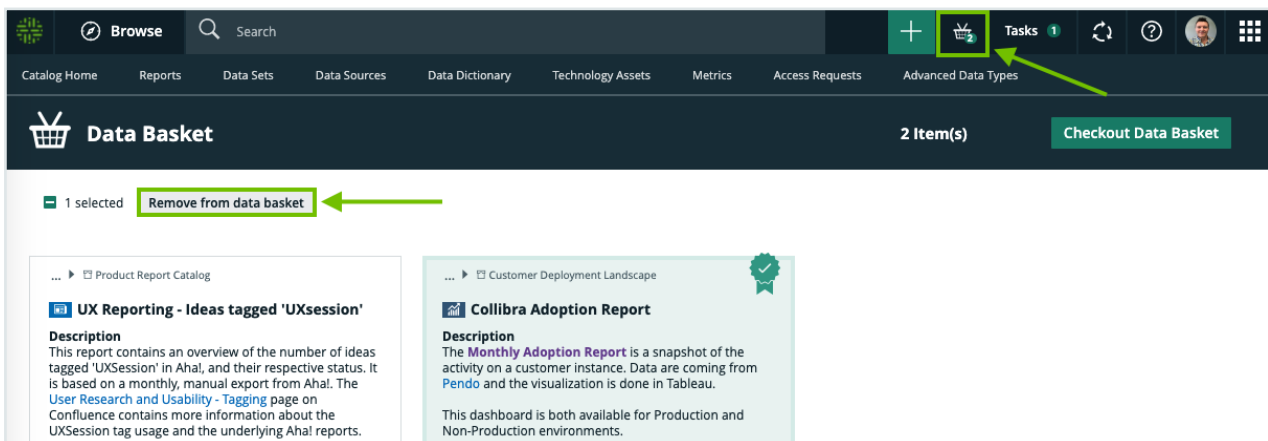 Browse Search 2 Tasks 1
Catalog Home Reports Data Sets Data Sources Data Dictionary Technology Assets Metrics Access Requests Advanced Data Types
Data Basket 2 Item(s) Checkout Data Basket
1 selected Remove from data basket
... Product Report Catalog
UX Reporting - Ideas tagged 'UXsession'
Description
This report contains an overview of the number of ideas
tagged 'UXSession' in Aha!, and their respective status. It
is based on a monthly, manual export from Aha!. The
User Research and Usability - Tagging page on
Confluence contains more information about the
UXSession tag usage and the underlying Aha! reports.
... Customer Deployment Landscape
Collibra Adoption Report
Description
The Monthly Adoption Report is a snapshot of the
activity on a customer instance. Data are coming from
Pendo and the visualization is done in Tableau.
This dashboard is both available for Production and
Non-Production environments.